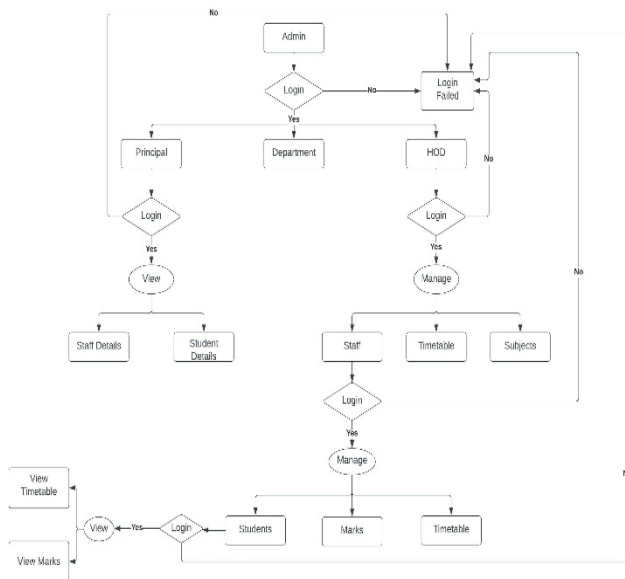 No
Admin
Login
No
Login
Failed
Yes
Principal
Department
HOD
No
Login
Login
Yes
Yes
View
Manage
No
Staff Details
Student
Details
Staff
Timetable
Subjects
Login
Yes
Manage
View
Timetable
View
Yes
Login
Students
Marks
Timetable
View Marks